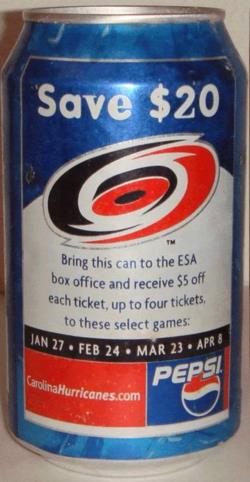 Save $20
TM
Bring this can to the ESA
box office and receive $5 off
each ticket, up to four tickets,
to these select games:
JAN 27 • FEB 24 • MAR 23 • APR 8
CarolinaHurricanes.com
PEPSI